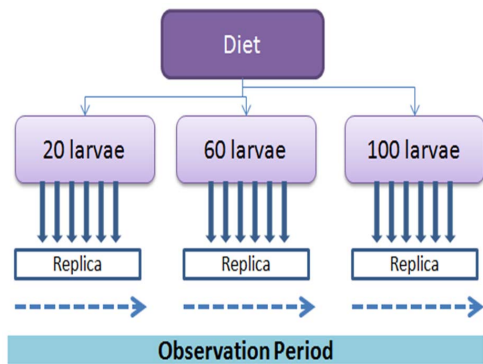 Diet
20 larvae
60 larvae
100 larvae
Replica
Replica
Replica
Observation Period